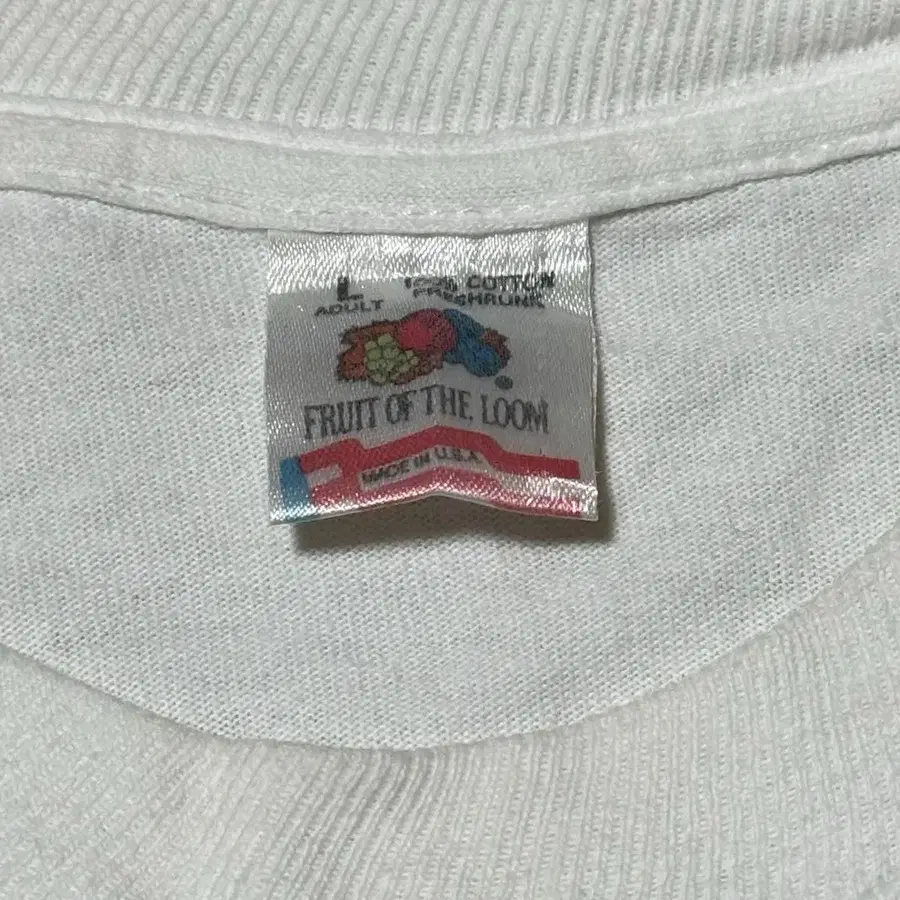 L 100% COTTON
ADULT PRESHRUNK
FRUIT OF THE LOOM
®
MADE IN U.S.A.